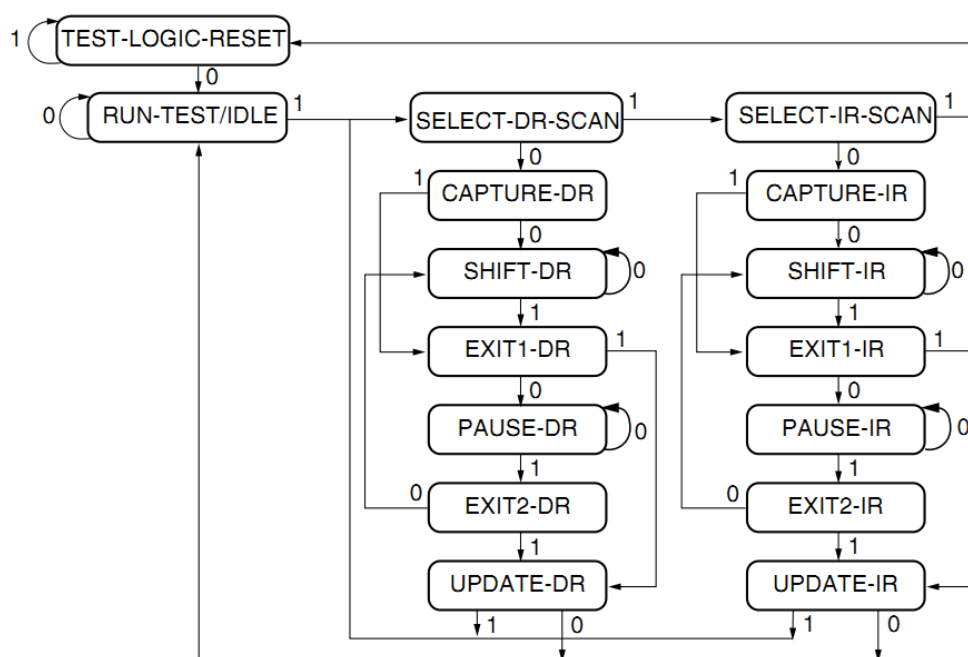 1 TEST-LOGIC-RESET
0
0 RUN-TEST/IDLE 1
SELECT-DR-SCAN 1
SELECT-IR-SCAN 1
0 0
1 CAPTURE-DR
1 CAPTURE-IR
0 0
SHIFT-DR 0
SHIFT-IR 0
1 1
EXIT1-DR 1
EXIT1-IR 1
0 0
PAUSE-DR 0
PAUSE-IR 0
1 1
0 EXIT2-DR
0 EXIT2-IR
1 1
UPDATE-DR
UPDATE-IR
1 0
1 0